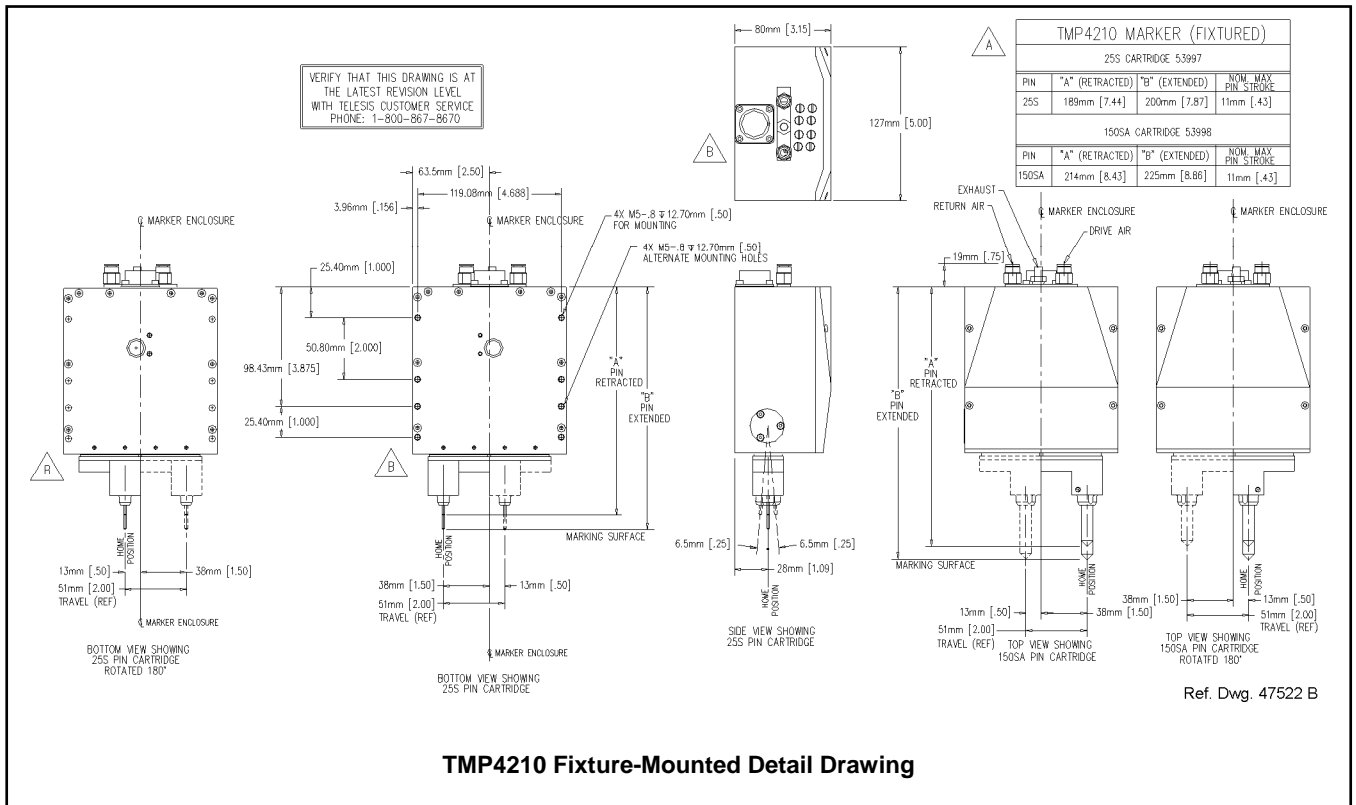 VERIFY THAT THIS DRAWING IS AT
THE LATEST REVISION LEVEL
WITH TELESIS CUSTOMER SERVICE
PHONE: 1-800-867-8670
80mm [3.15]
127mm [5.00]
B
A
TMP4210 MARKER (FIXTURED)
25S CARTRIDGE 53997
PIN "A" (RETRACTED) "B" (EXTENDED) NOM. MAX PIN STROKE
25S 189mm [7.44] 200mm [7.87] 11mm [.43]
150SA CARTRIDGE 53998
PIN "A" (RETRACTED) "B" (EXTENDED) NOM. MAX PIN STROKE
150SA 214mm [8.43] 225mm [8.86] 11mm [.43]
℄ MARKER ENCLOSURE
25.40mm [1.000]
98.43mm [3.875]
25.40mm [1.000]
R
HOME
POSITION
13mm [.50]
38mm [1.50]
51mm [2.00]
TRAVEL (REF)
℄ MARKER ENCLOSURE
BOTTOM VIEW SHOWING
25S PIN CARTRIDGE
ROTATED 180°
63.5mm [2.50]
119.08mm [4.688]
3.96mm [.156]
℄ MARKER ENCLOSURE
4X M5-.8 ↧ 12.70mm [.50]
FOR MOUNTING
4X M5-.8 ↧ 12.70mm [.50]
ALTERNATE MOUNTING HOLES
50.80mm [2.000]
"A"
PIN
RETRACTED
"B"
PIN
EXTENDED
B
MARKING SURFACE
HOME
POSITION
38mm [1.50]
13mm [.50]
51mm [2.00]
TRAVEL (REF)
℄ MARKER ENCLOSURE
BOTTOM VIEW SHOWING
25S PIN CARTRIDGE
6.5mm [.25]
6.5mm [.25]
28mm [1.09]
HOME
POSITION
SIDE VIEW SHOWING
25S PIN CARTRIDGE
EXHAUST
RETURN AIR
℄ MARKER ENCLOSURE
DRIVE AIR
19mm [.75]
"A"
PIN
RETRACTED
"B"
PIN
EXTENDED
MARKING SURFACE
HOME
POSITION
13mm [.50]
38mm [1.50]
51mm [2.00]
TRAVEL (REF)
TOP VIEW SHOWING
150SA PIN CARTRIDGE
℄ MARKER ENCLOSURE
HOME
POSITION
38mm [1.50]
13mm [.50]
51mm [2.00]
TRAVEL (REF)
TOP VIEW SHOWING
150SA PIN CARTRIDGE
ROTATFD 180°
Ref. Dwg. 47522 B
TMP4210 Fixture-Mounted Detail Drawing